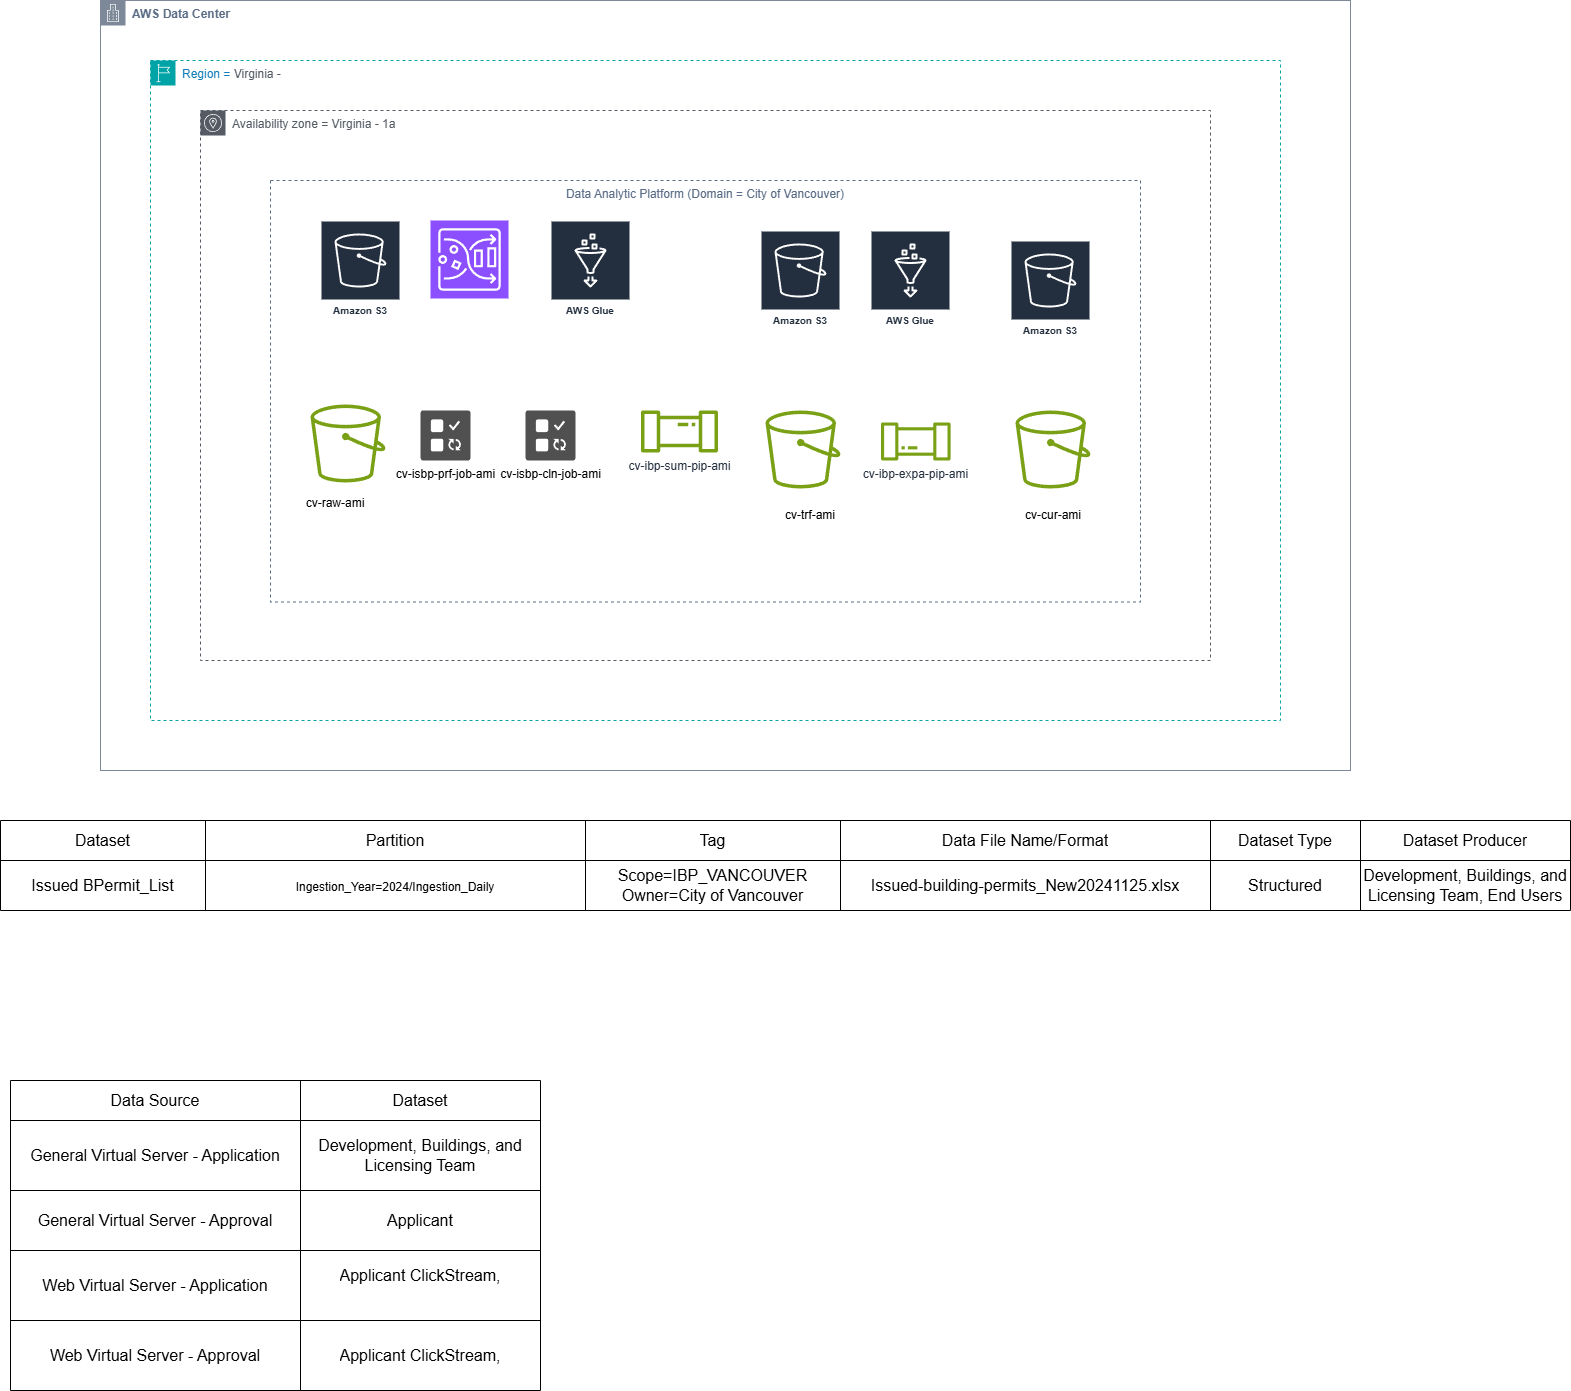 AWS Data Center
Region = Virginia -
Availability zone = Virginia - 1a
Data Analytic Platform (Domain = City of Vancouver)
Amazon S3
AWS Glue
Amazon S3
AWS Glue
Amazon S3
cv-raw-ami
cv-isbp-prf-job-ami
cv-isbp-cln-job-ami
cv-ibp-sum-pip-ami
cv-trf-ami
cv-ibp-expa-pip-ami
cv-cur-ami
Dataset
Partition
Tag
Data File Name/Format
Dataset Type
Dataset Producer
Issued BPermit_List
Ingestion_Year=2024/Ingestion_Daily
Scope=IBP_VANCOUVER
Owner=City of Vancouver
Issued-building-permits_New20241125.xlsx
Structured
Development, Buildings, and
Licensing Team, End Users
Data Source
Dataset
General Virtual Server - Application
Development, Buildings, and
Licensing Team
General Virtual Server - Approval
Applicant
Web Virtual Server - Application
Applicant ClickStream,
Web Virtual Server - Approval
Applicant ClickStream,